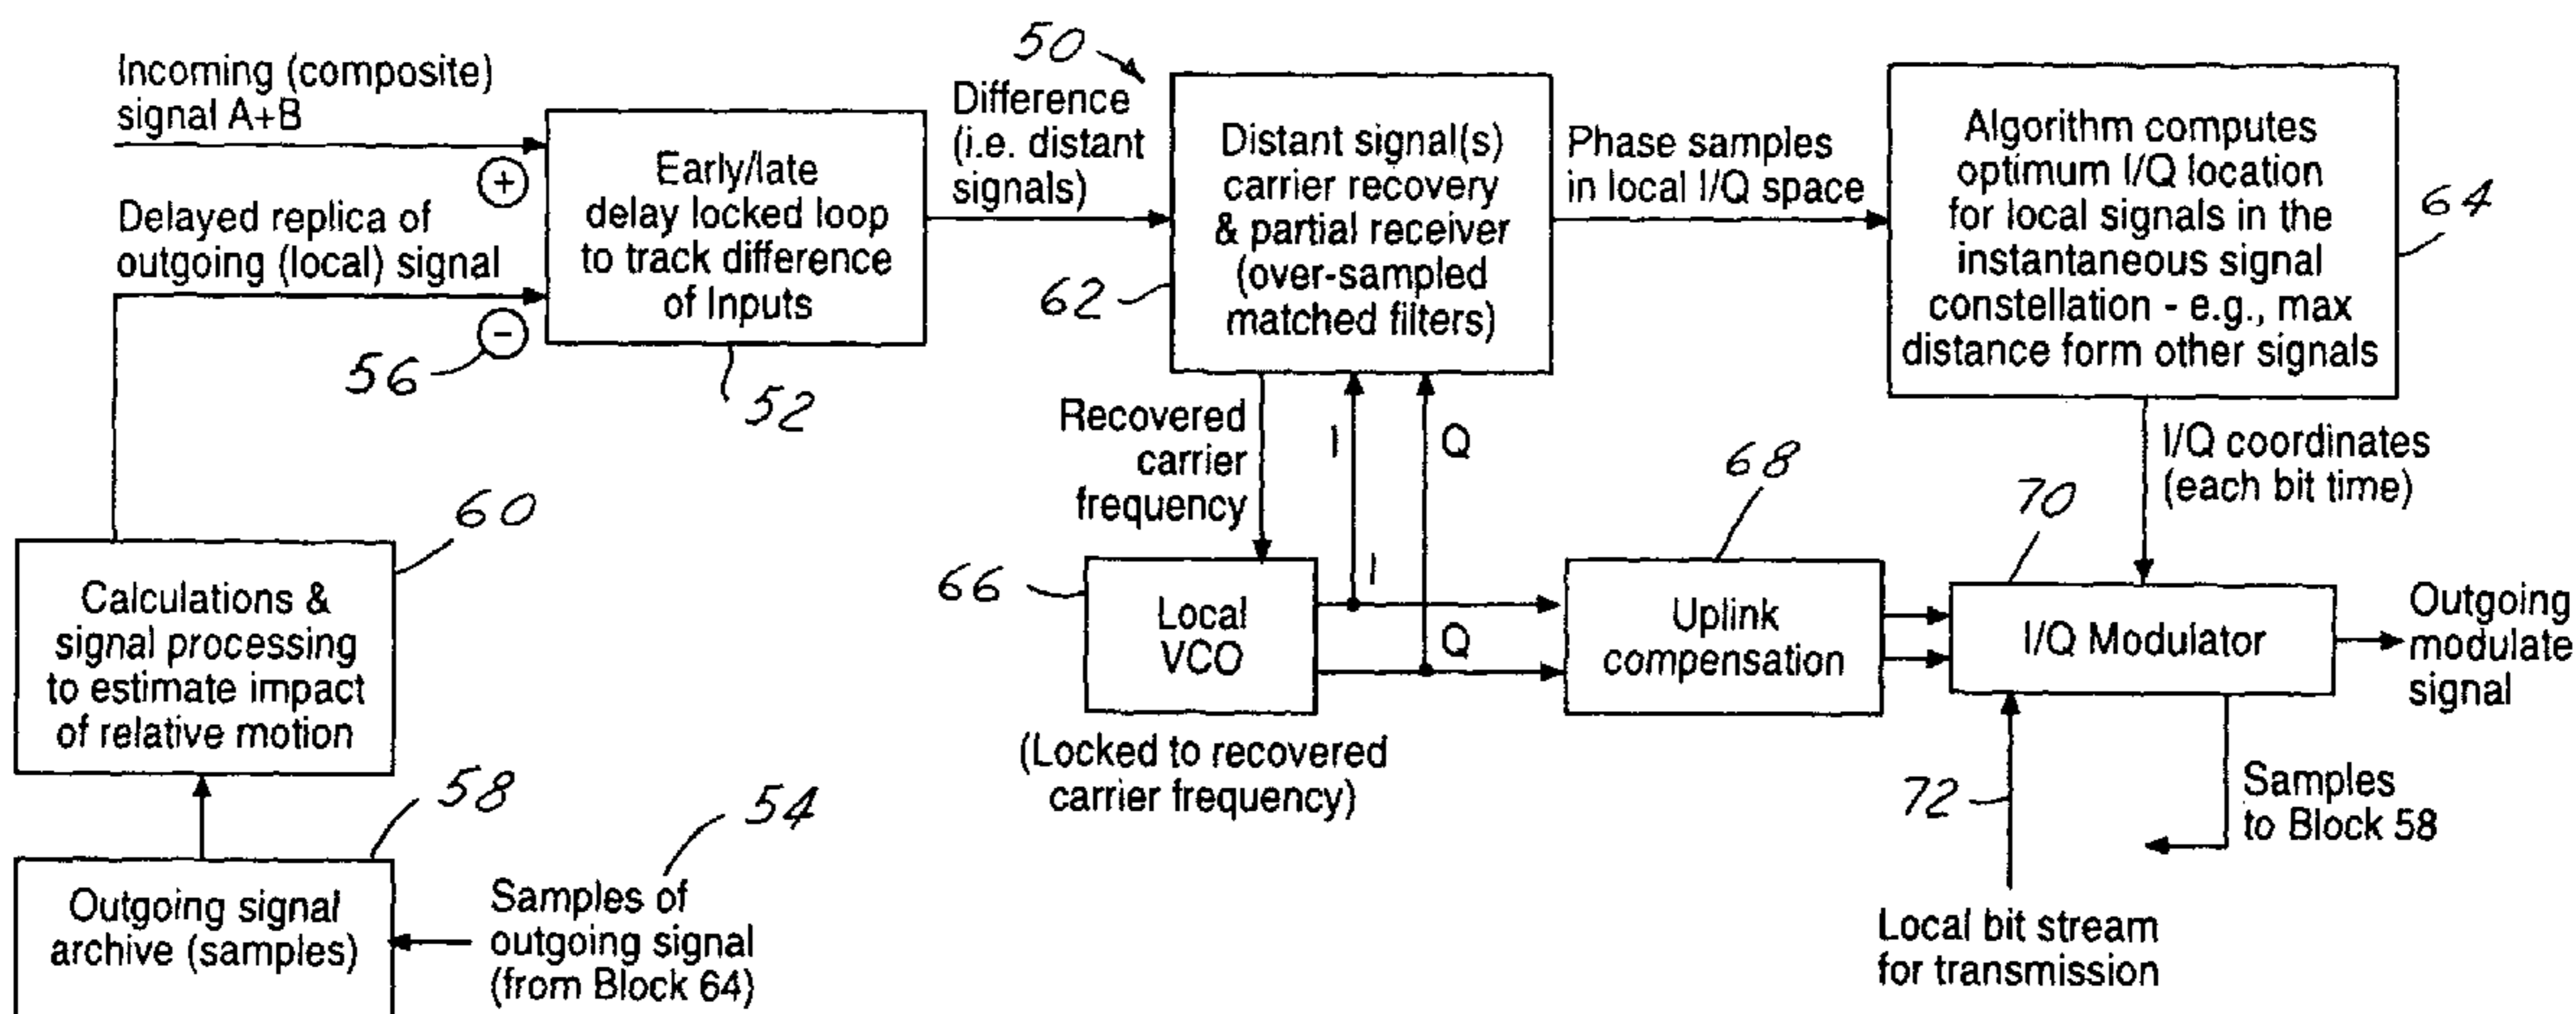 Incoming (composite)
signal A+B
+
Delayed replica of
outgoing (local) signal
−
56
Early/late
delay locked loop
to track difference
of Inputs
52
Difference
(i.e. distant
signals)
50
Distant signal(s)
carrier recovery
& partial receiver
(over-sampled
matched filters)
62
Phase samples
in local I/Q space
Algorithm computes
optimum I/Q location
for local signals in the
instantaneous signal
constellation - e.g., max
distance form other signals
64
Recovered
carrier
frequency
I
Q
I/Q coordinates
(each bit time)
60
Calculations &
signal processing
to estimate impact
of relative motion
66
Local
VCO
I
Q
(Locked to recovered
carrier frequency)
68
Uplink
compensation
70
I/Q Modulator
Outgoing
modulate
signal
72
Samples
to Block 58
Local bit stream
for transmission
58
Outgoing signal
archive (samples)
54
Samples of
outgoing signal
(from Block 64)